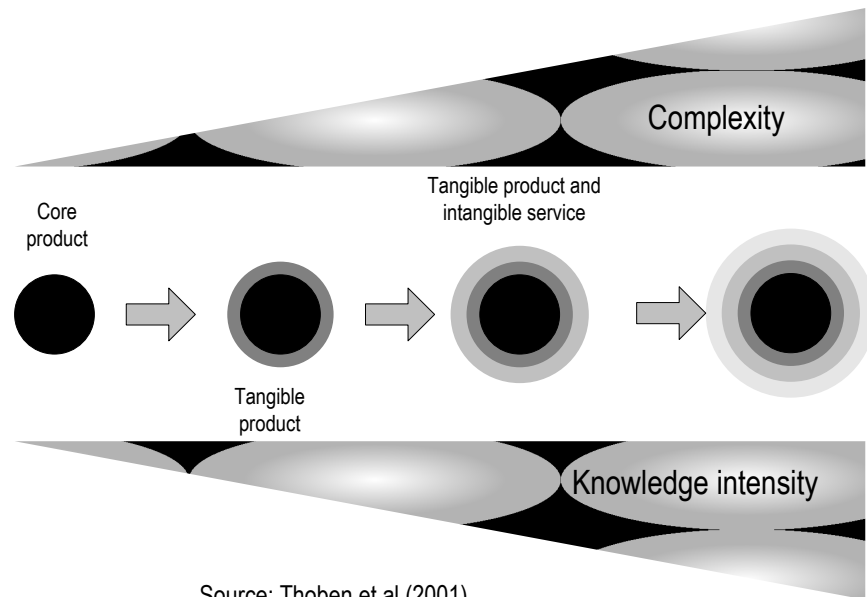 Complexity
Tangible product and
intangible service
Core
product
Tangible
product
Knowledge intensity
Source: Thoben et al (2001)